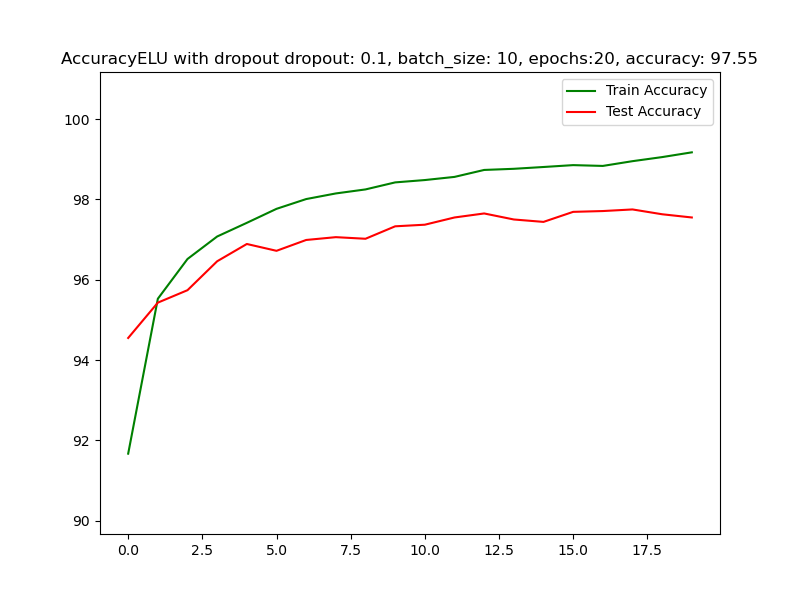 AccuracyELU with dropout dropout: 0.1, batch_size: 10, epochs:20, accuracy: 97.55
Train Accuracy
Test Accuracy
100
98
96
94
92
90
0.0 2.5 5.0 7.5 10.0 12.5 15.0 17.5